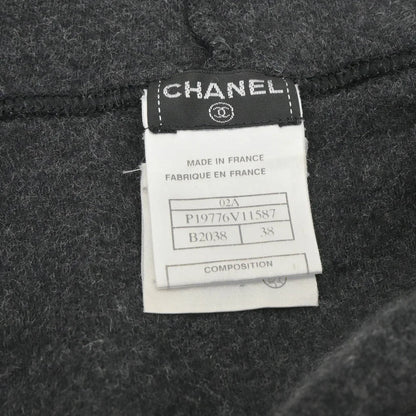 CHANEL
MADE IN FRANCE
FABRIQUE EN FRANCE
02A
P19776V11587
B2038 38
COMPOSITION